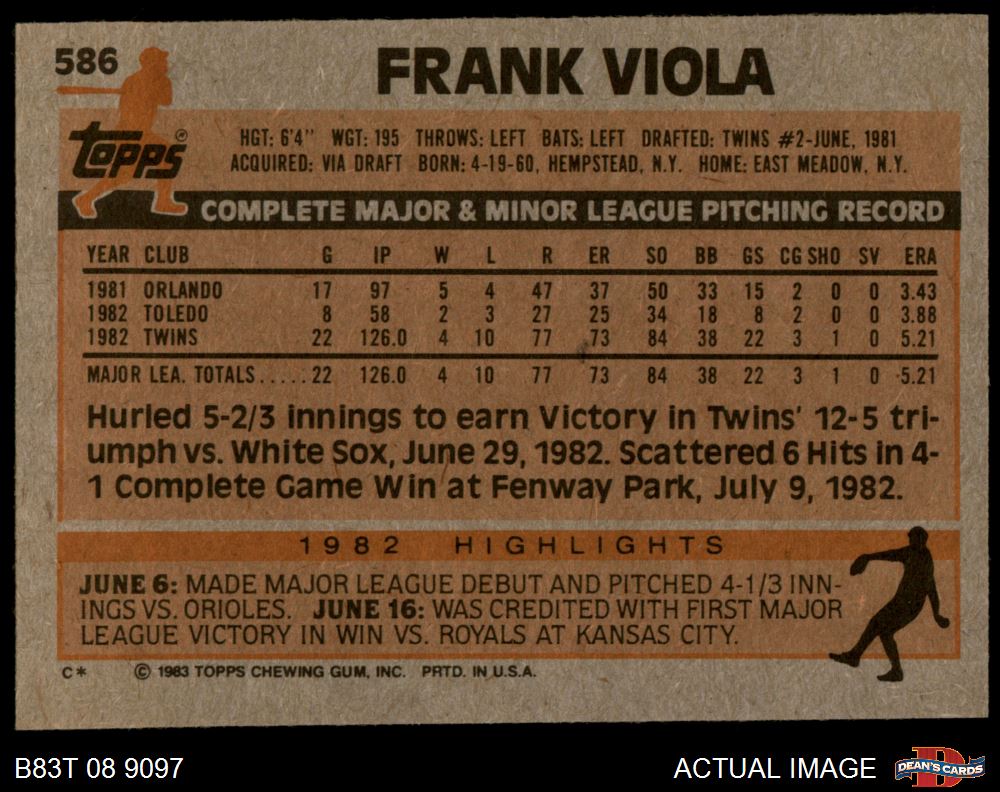 586
FRANK VIOLA
Topps®
HGT: 6'4" WGT: 195 THROWS: LEFT BATS: LEFT DRAFTED: TWINS #2-JUNE, 1981
ACQUIRED: VIA DRAFT BORN: 4-19-60, HEMPSTEAD, N.Y. HOME: EAST MEADOW, N.Y.
COMPLETE MAJOR & MINOR LEAGUE PITCHING RECORD
YEAR CLUB G IP W L R ER SO BB GS CG SHO SV ERA
1981 ORLANDO 17 97 5 4 47 37 50 33 15 2 0 0 3.43
1982 TOLEDO 8 58 2 3 27 25 34 18 8 2 0 0 3.88
1982 TWINS 22 126.0 4 10 77 73 84 38 22 3 1 0 5.21
MAJOR LEA. TOTALS.....22 126.0 4 10 77 73 84 38 22 3 1 0 5.21
Hurled 5-2/3 innings to earn Victory in Twins' 12-5 tri-
umph vs. White Sox, June 29, 1982. Scattered 6 Hits in 4-
1 Complete Game Win at Fenway Park, July 9, 1982.
1982 HIGHLIGHTS
JUNE 6: MADE MAJOR LEAGUE DEBUT AND PITCHED 4-1/3 INN-
INGS VS. ORIOLES. JUNE 16: WAS CREDITED WITH FIRST MAJOR
LEAGUE VICTORY IN WIN VS. ROYALS AT KANSAS CITY.
C* © 1983 TOPPS CHEWING GUM, INC. PRTD. IN U.S.A.
B83T 08 9097
ACTUAL IMAGE
DEAN'S CARDS